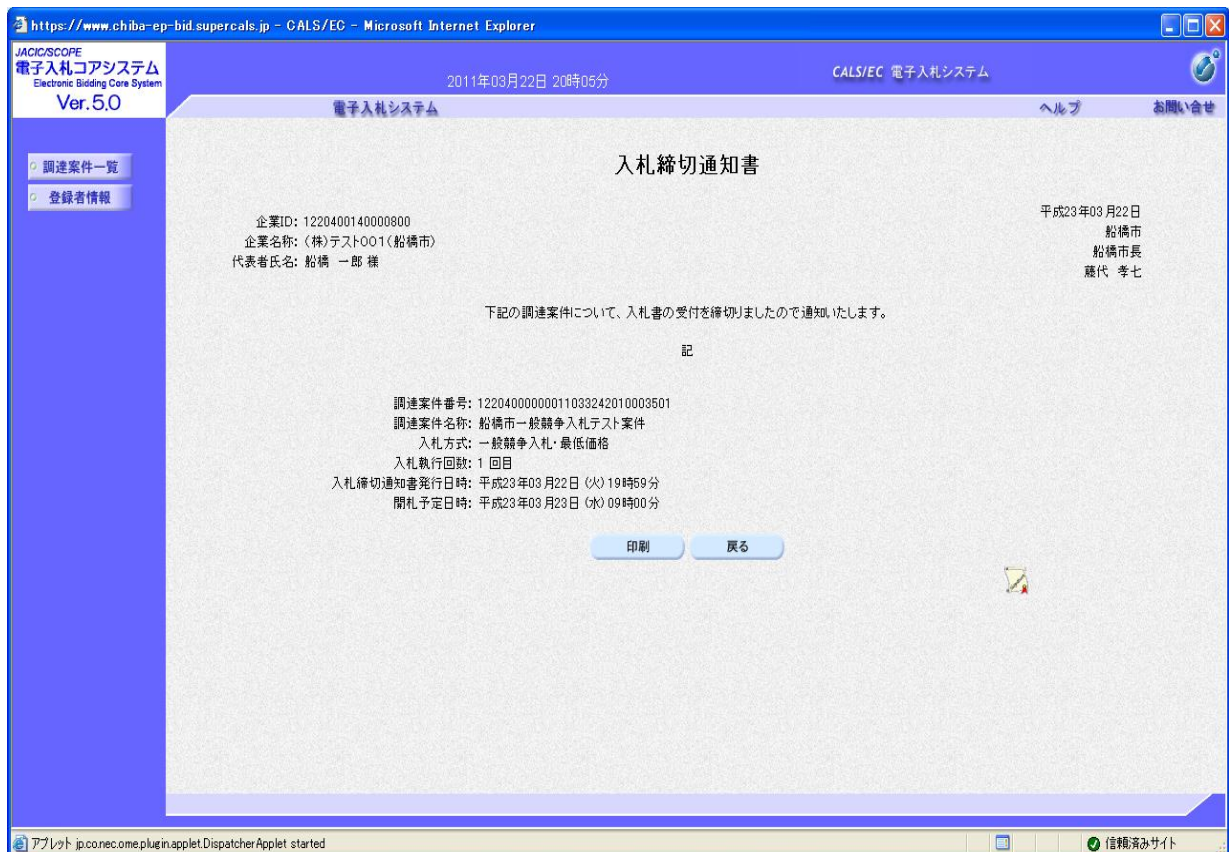 https://www.chiba-ep-bid.supercals.jp - CALS/EC - Microsoft Internet Explorer
JACIC/SCOPE
電子入札コアシステム
Electronic Bidding Core System
Ver.5.0
2011年03月22日 20時05分
CALS/EC 電子入札システム
電子入札システム
ヘルプ
お問い合せ
調達案件一覧
登録者情報
入札締切通知書
平成23年03月22日
船橋市
船橋市長
藤代 孝七
企業ID: 1220400140000800
企業名称: (株)テスト001(船橋市)
代表者氏名: 船橋 一郎 様
下記の調達案件について、入札書の受付を締切りましたので通知いたします。
記
調達案件番号: 1220400000011033242010003501
調達案件名称: 船橋市一般競争入札テスト案件
入札方式: 一般競争入札・最低価格
入札執行回数: 1 回目
入札締切通知書発行日時: 平成23年03月22日 (火) 19時59分
開札予定日時: 平成23年03月23日 (水) 09時00分
印刷
戻る
アプレット jp.co.nec.ome.plugin.applet.DispatcherApplet started
信頼済みサイト